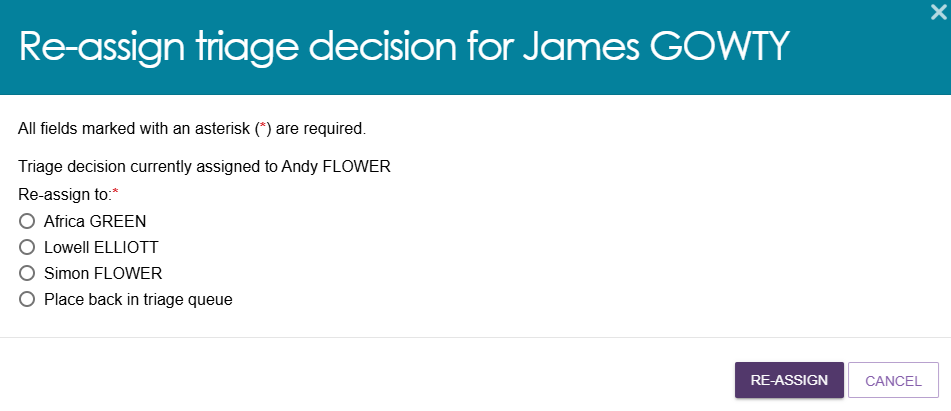 Re-assign triage decision for James GOWTY
All fields marked with an asterisk (*) are required.
Triage decision currently assigned to Andy FLOWER
Re-assign to:*
Africa GREEN
Lowell ELLIOTT
Simon FLOWER
Place back in triage queue
RE-ASSIGN CANCEL